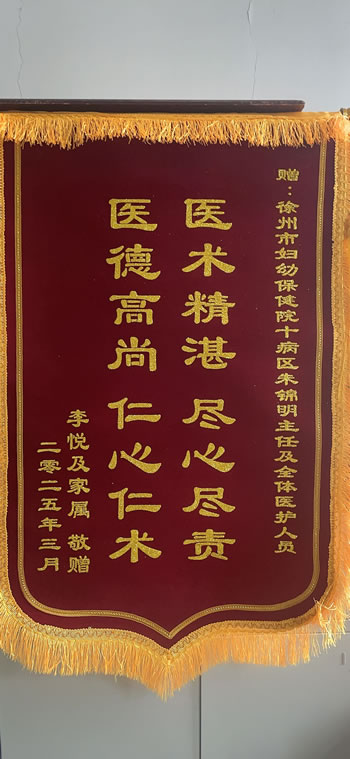 赠：徐州市妇幼保健院十病区朱锦明主任及全体医护人员
医术精湛 尽心尽责
医德高尚 仁心仁术
李悦及家属 敬赠
二零二五年三月